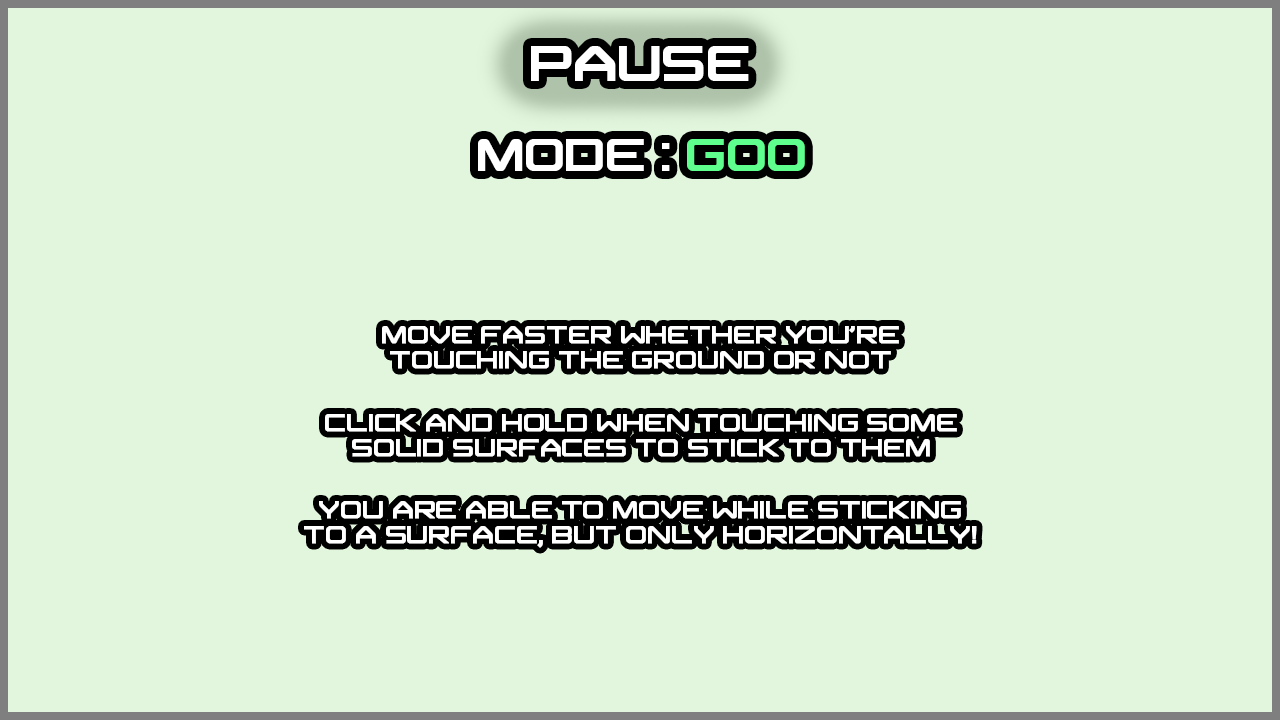 PAUSE
MODE : GOO
MOVE FASTER WHETHER YOU'RE
TOUCHING THE GROUND OR NOT
CLICK AND HOLD WHEN TOUCHING SOME
SOLID SURFACES TO STICK TO THEM
YOU ARE ABLE TO MOVE WHILE STICKING
TO A SURFACE, BUT ONLY HORIZONTALLY!